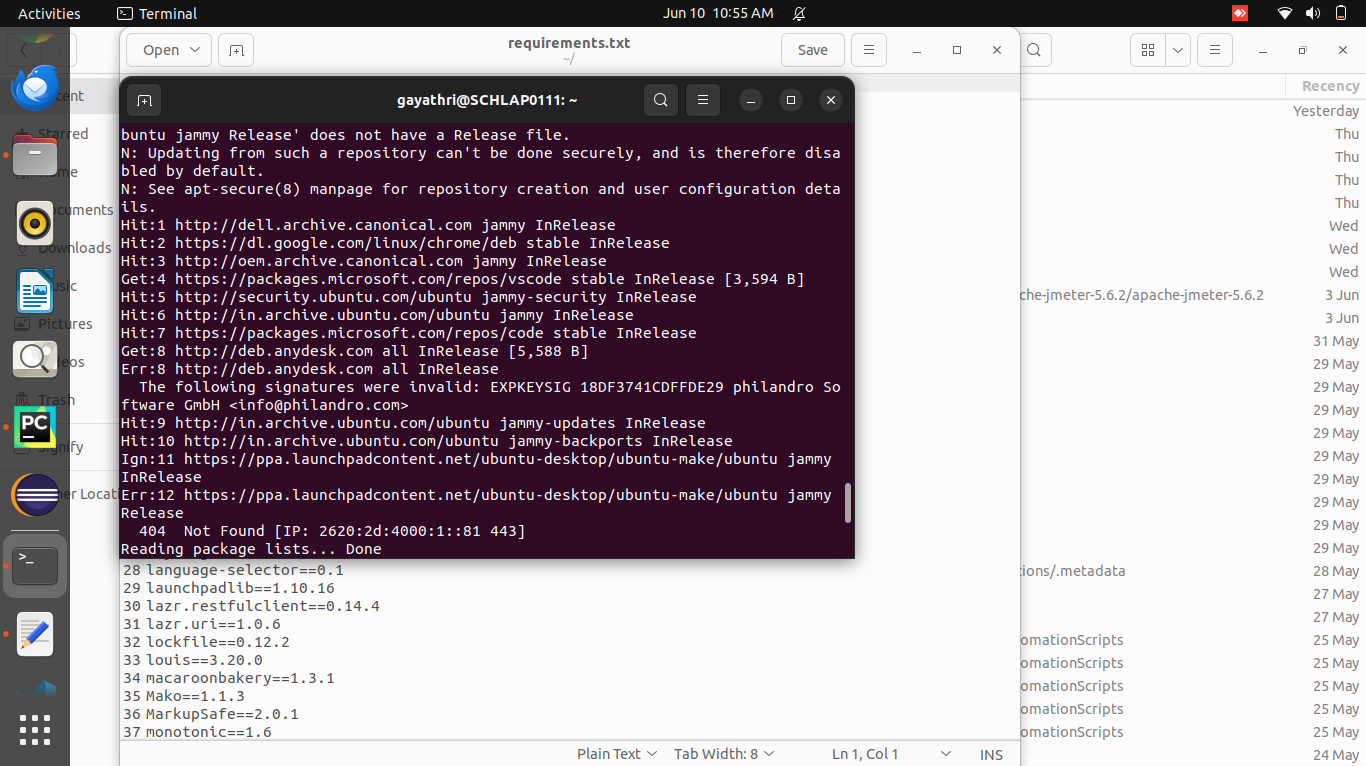 Activities
Terminal
Jun 10 10:55 AM
Open
requirements.txt
~/
Save
gayathri@SCHLAP0111: ~
buntu jammy Release' does not have a Release file.
N: Updating from such a repository can't be done securely, and is therefore disa
bled by default.
N: See apt-secure(8) manpage for repository creation and user configuration deta
ils.
Hit:1 http://dell.archive.canonical.com jammy InRelease
Hit:2 https://dl.google.com/linux/chrome/deb stable InRelease
Hit:3 http://oem.archive.canonical.com jammy InRelease
Get:4 https://packages.microsoft.com/repos/vscode stable InRelease [3,594 B]
Hit:5 http://security.ubuntu.com/ubuntu jammy-security InRelease
Hit:6 http://in.archive.ubuntu.com/ubuntu jammy InRelease
Hit:7 https://packages.microsoft.com/repos/code stable InRelease
Get:8 http://deb.anydesk.com all InRelease [5,588 B]
Err:8 http://deb.anydesk.com all InRelease
The following signatures were invalid: EXPKEYSIG 18DF3741CDFFDE29 philandro So
ftware GmbH <info@philandro.com>
Hit:9 http://in.archive.ubuntu.com/ubuntu jammy-updates InRelease
Hit:10 http://in.archive.ubuntu.com/ubuntu jammy-backports InRelease
Ign:11 https://ppa.launchpadcontent.net/ubuntu-desktop/ubuntu-make/ubuntu jammy
InRelease
Err:12 https://ppa.launchpadcontent.net/ubuntu-desktop/ubuntu-make/ubuntu jammy
Release
404 Not Found [IP: 2620:2d:4000:1::81 443]
Reading package lists... Done
28 language-selector==0.1
29 launchpadlib==1.10.16
30 lazr.restfulclient==0.14.4
31 lazr.uri==1.0.6
32 lockfile==0.12.2
33 louis==3.20.0
34 macaroonbakery==1.3.1
35 Mako==1.1.3
36 MarkupSafe==2.0.1
37 monotonic==1.6
Plain Text
Tab Width: 8
Ln 1, Col 1
INS
cent
Starred
ome
ocuments
Downloads
usic
Pictures
eos
Trash
ignify
er Locat
PC
>_
Recency
Yesterday
Thu
Thu
Thu
Thu
Wed
Wed
Wed
che-jmeter-5.6.2/apache-jmeter-5.6.2 3 Jun
3 Jun
31 May
29 May
29 May
29 May
29 May
29 May
29 May
29 May
29 May
29 May
ions/.metadata 28 May
27 May
27 May
omationScripts 25 May
omationScripts 25 May
omationScripts 25 May
omationScripts 25 May
omationScripts 25 May
24 May